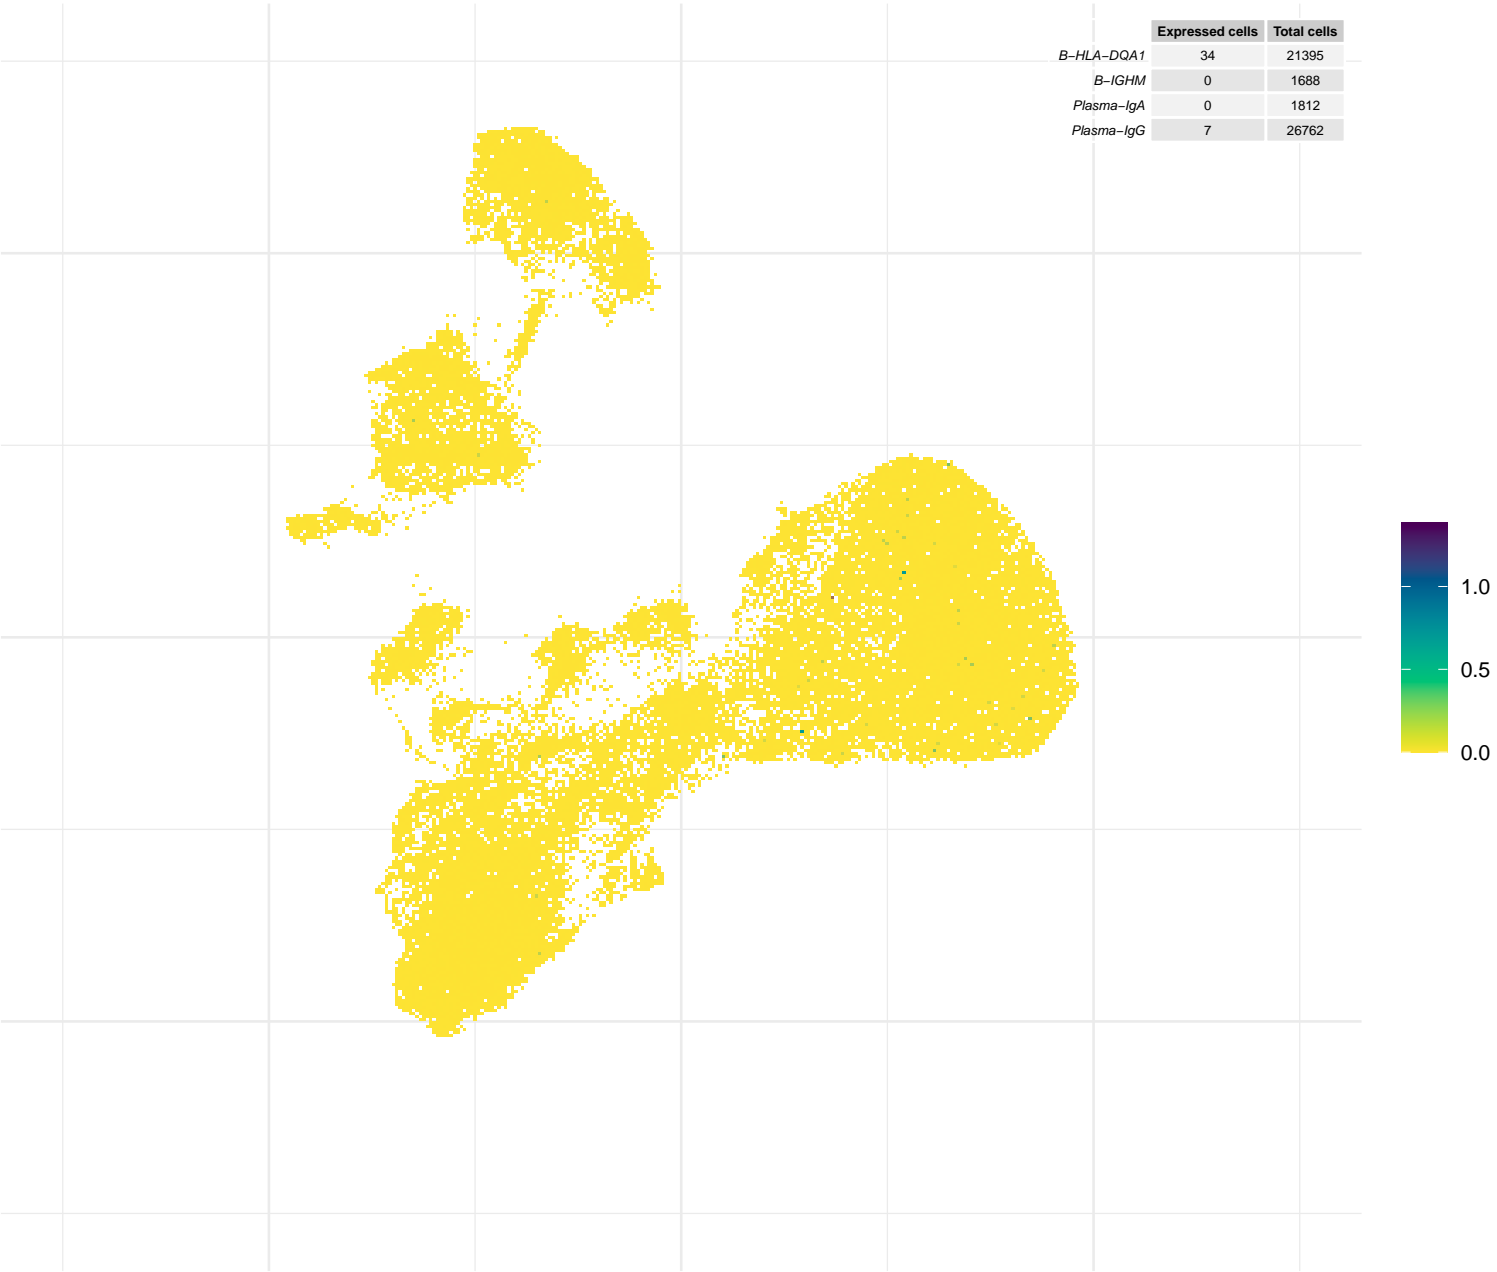 Expressed cells Total cells
B−HLA−DQA1 34 21395
B−IGHM 0 1688
Plasma−IgA 0 1812
Plasma−IgG 7 26762
1.0
0.5
0.0